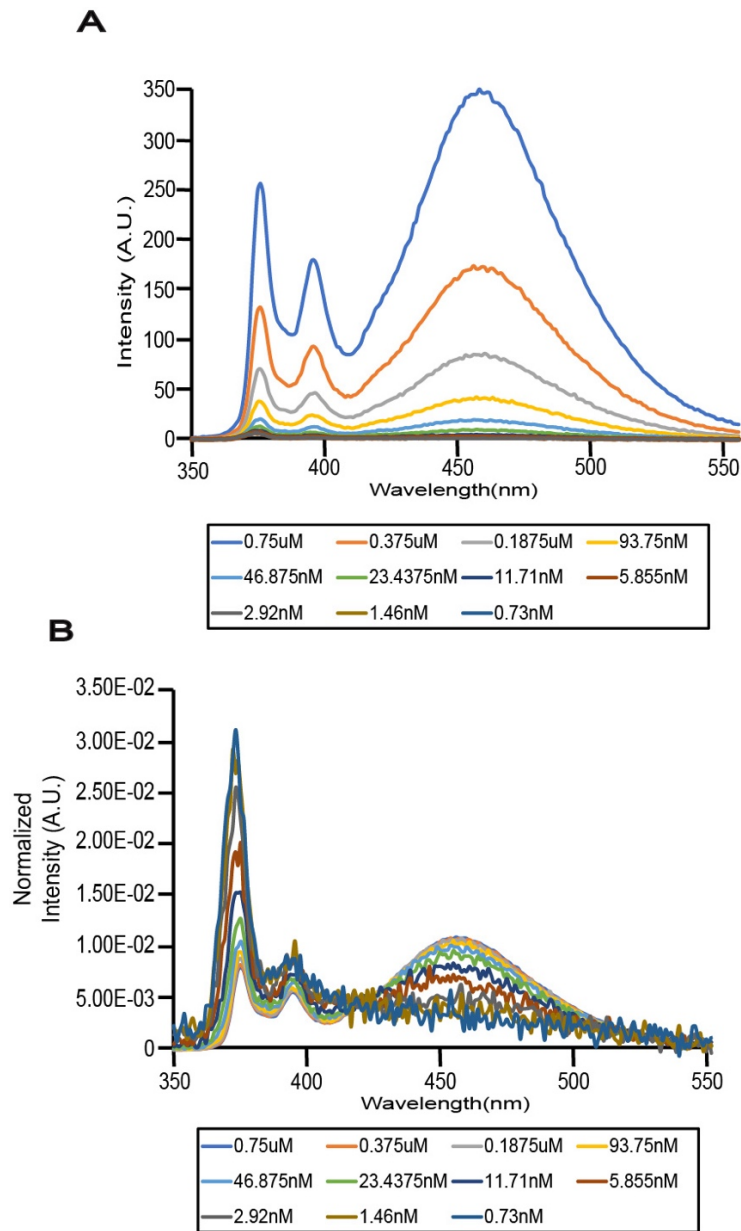 A
350
300
250
200
150
100
50
0
Intensity (A.U.)
350 400 450 500 550
Wavelength(nm)
0.75uM 0.375uM 0.1875uM 93.75nM
46.875nM 23.4375nM 11.71nM 5.855nM
2.92nM 1.46nM 0.73nM
B
3.50E-02
3.00E-02
2.50E-02
2.00E-02
1.50E-02
1.00E-02
5.00E-03
0
Normalized
Intensity (A.U.)
350 400 450 500 550
Wavelength(nm)
0.75uM 0.375uM 0.1875uM 93.75nM
46.875nM 23.4375nM 11.71nM 5.855nM
2.92nM 1.46nM 0.73nM